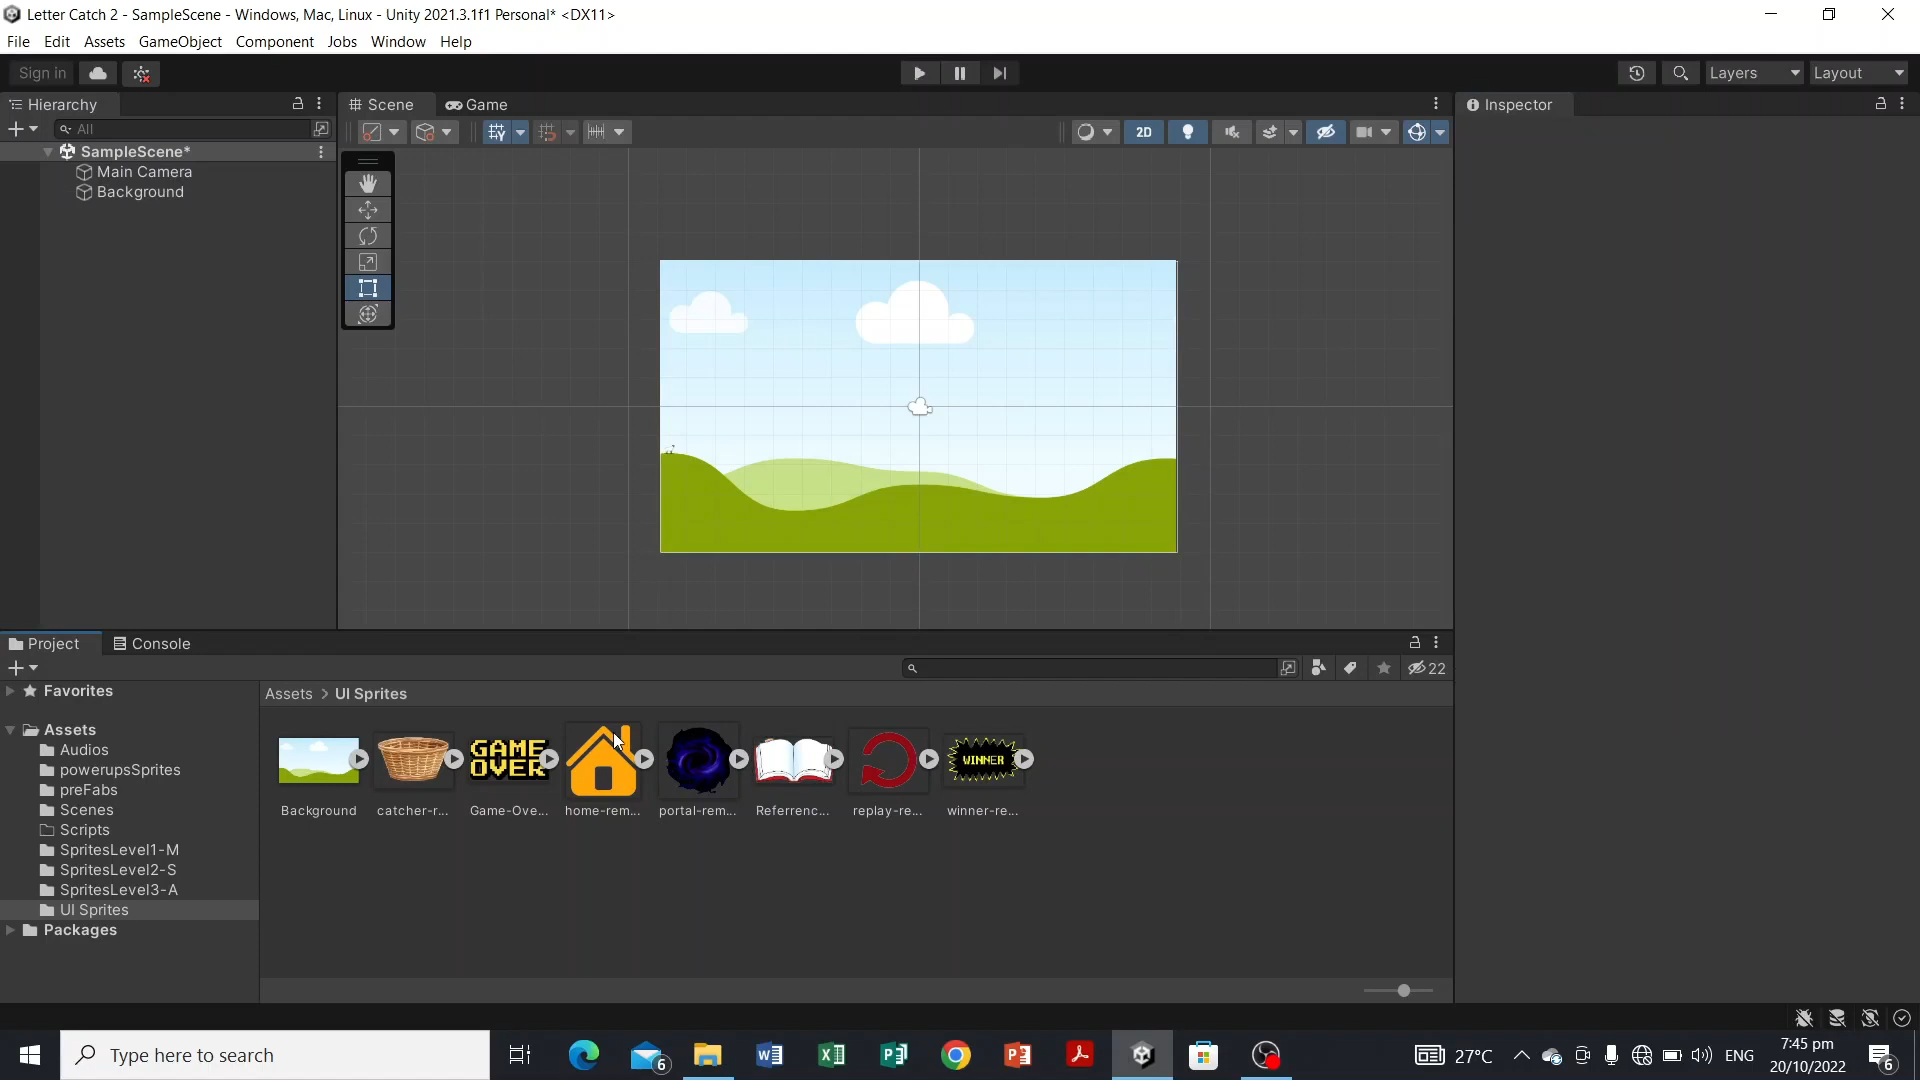 Letter Catch 2 - SampleScene - Windows, Mac, Linux - Unity 2021.3.1f1 Personal* <DX11>
File Edit Assets GameObject Component Jobs Window Help
Sign in
Layers
Layout
Hierarchy
Scene
Game
Inspector
All
2D
SampleScene*
Main Camera
Background
Project
Console
22
Favorites
Assets > UI Sprites
Assets
Audios
powerupsSprites
preFabs
Scenes
Scripts
SpritesLevel1-M
SpritesLevel2-S
SpritesLevel3-A
UI Sprites
Packages
GAME
OVER
WINNER
Background
catcher-r...
Game-Ove...
home-rem...
portal-rem...
Referrenc...
replay-re...
winner-re...
Type here to search
6
27°C
ENG
7:45 pm
20/10/2022
6